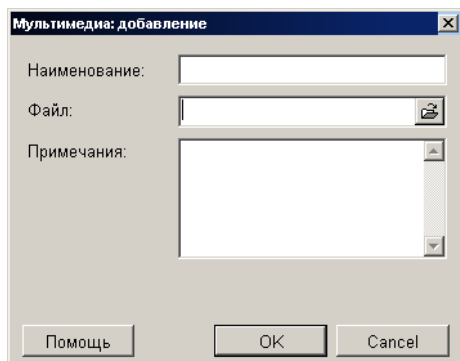 Мультимедиа: добавление
Наименование:
Файл:
Примечания:
Помощь OK Cancel